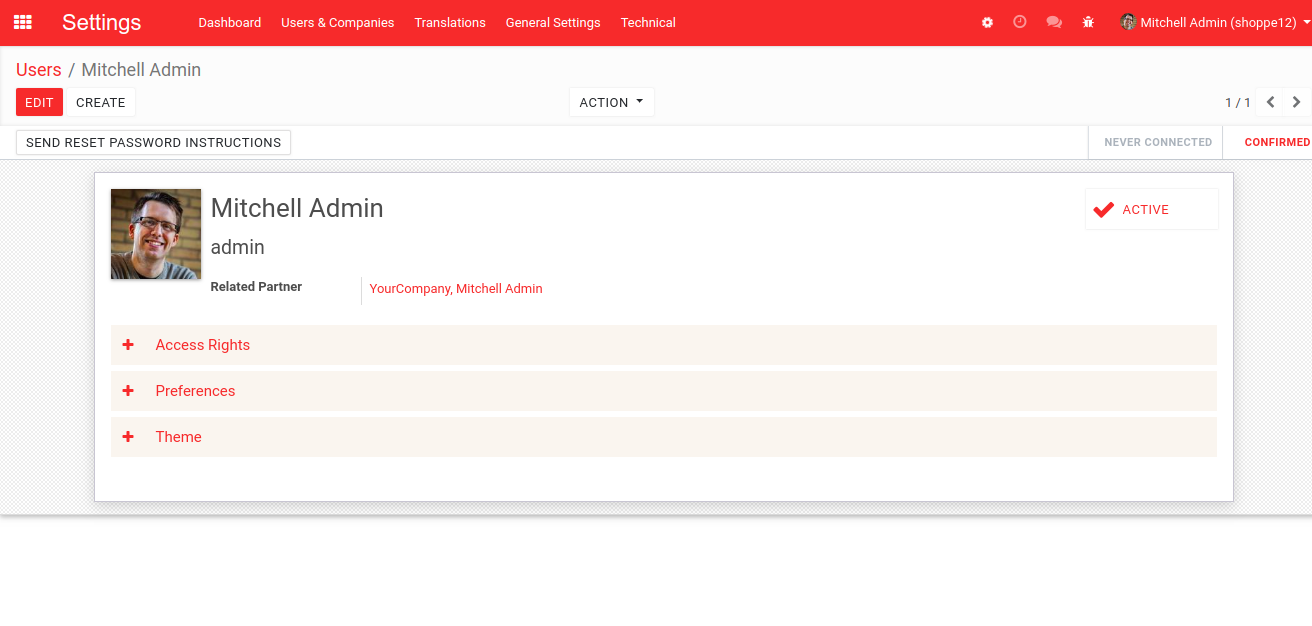 Settings Dashboard Users & Companies Translations General Settings Technical Mitchell Admin (shoppe12)
Users / Mitchell Admin
EDIT CREATE ACTION 1 / 1
SEND RESET PASSWORD INSTRUCTIONS NEVER CONNECTED CONFIRMED
Mitchell Admin
ACTIVE
admin
Related Partner YourCompany, Mitchell Admin
Access Rights
Preferences
Theme